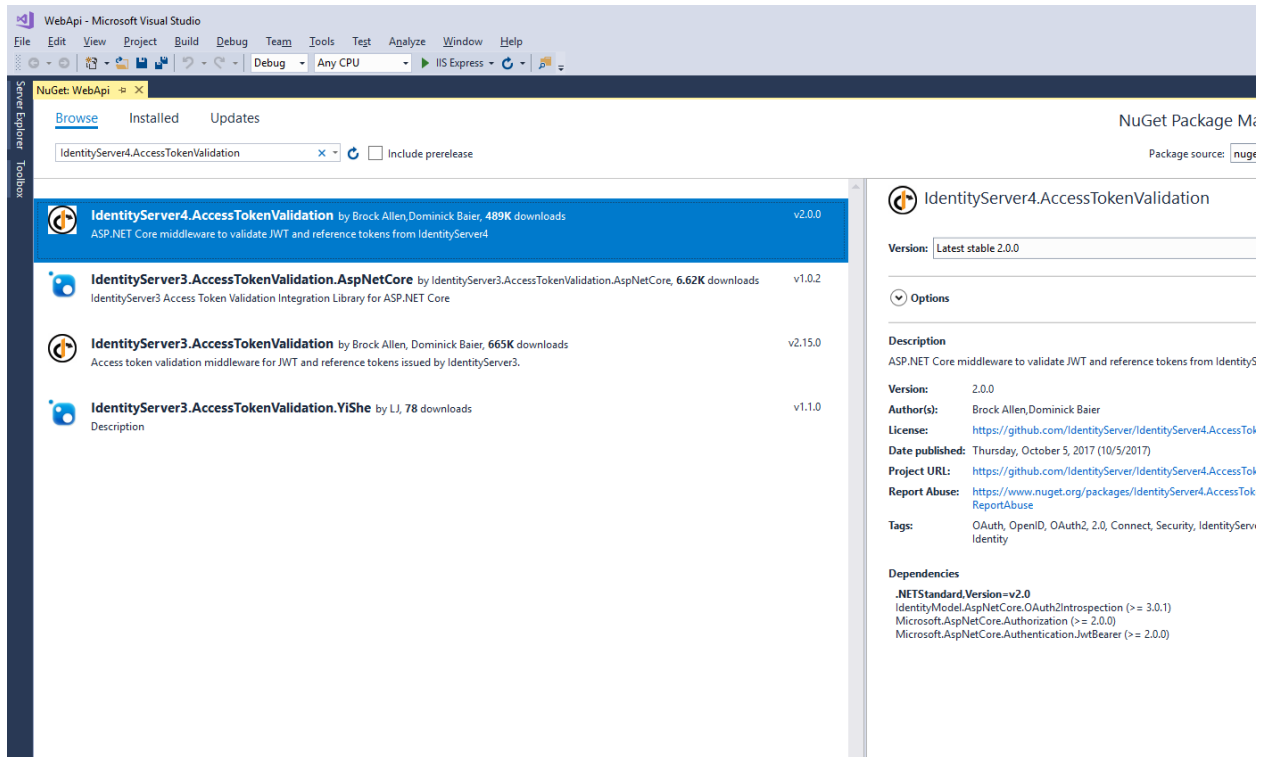 WebApi - Microsoft Visual Studio
File Edit View Project Build Debug Team Tools Test Analyze Window Help
Debug Any CPU IIS Express
Server Explorer
Toolbox
NuGet: WebApi
Browse Installed Updates
NuGet Package Ma
IdentityServer4.AccessTokenValidation
Include prerelease
Package source: nuge
IdentityServer4.AccessTokenValidation by Brock Allen,Dominick Baier, 489K downloads v2.0.0
ASP.NET Core middleware to validate JWT and reference tokens from IdentityServer4
IdentityServer3.AccessTokenValidation.AspNetCore by IdentityServer3.AccessTokenValidation.AspNetCore, 6.62K downloads v1.0.2
IdentityServer3 Access Token Validation Integration Library for ASP.NET Core
IdentityServer3.AccessTokenValidation by Brock Allen, Dominick Baier, 665K downloads v2.15.0
Access token validation middleware for JWT and reference tokens issued by IdentityServer3.
IdentityServer3.AccessTokenValidation.YiShe by LJ, 78 downloads v1.1.0
Description
IdentityServer4.AccessTokenValidation
Version: Latest stable 2.0.0
Options
Description
ASP.NET Core middleware to validate JWT and reference tokens from IdentityS
Version: 2.0.0
Author(s): Brock Allen,Dominick Baier
License: https://github.com/IdentityServer/IdentityServer4.AccessTok
Date published: Thursday, October 5, 2017 (10/5/2017)
Project URL: https://github.com/IdentityServer/IdentityServer4.AccessTok
Report Abuse: https://www.nuget.org/packages/IdentityServer4.AccessTok
ReportAbuse
Tags: OAuth, OpenID, OAuth2, 2.0, Connect, Security, IdentityServe
Identity
Dependencies
.NETStandard,Version=v2.0
IdentityModel.AspNetCore.OAuth2Introspection (>= 3.0.1)
Microsoft.AspNetCore.Authorization (>= 2.0.0)
Microsoft.AspNetCore.Authentication.JwtBearer (>= 2.0.0)